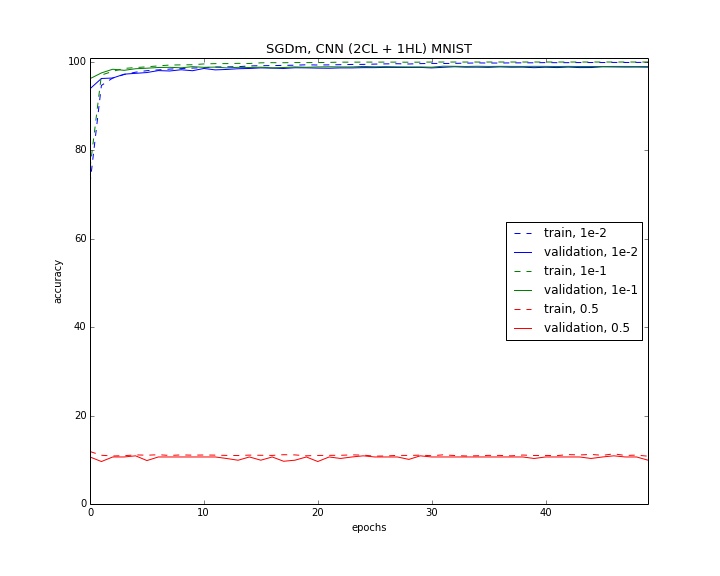 SGDm, CNN (2CL + 1HL) MNIST
100
80
60
40
20
0
accuracy
train, 1e-2
validation, 1e-2
train, 1e-1
validation, 1e-1
train, 0.5
validation, 0.5
0 10 20 30 40
epochs